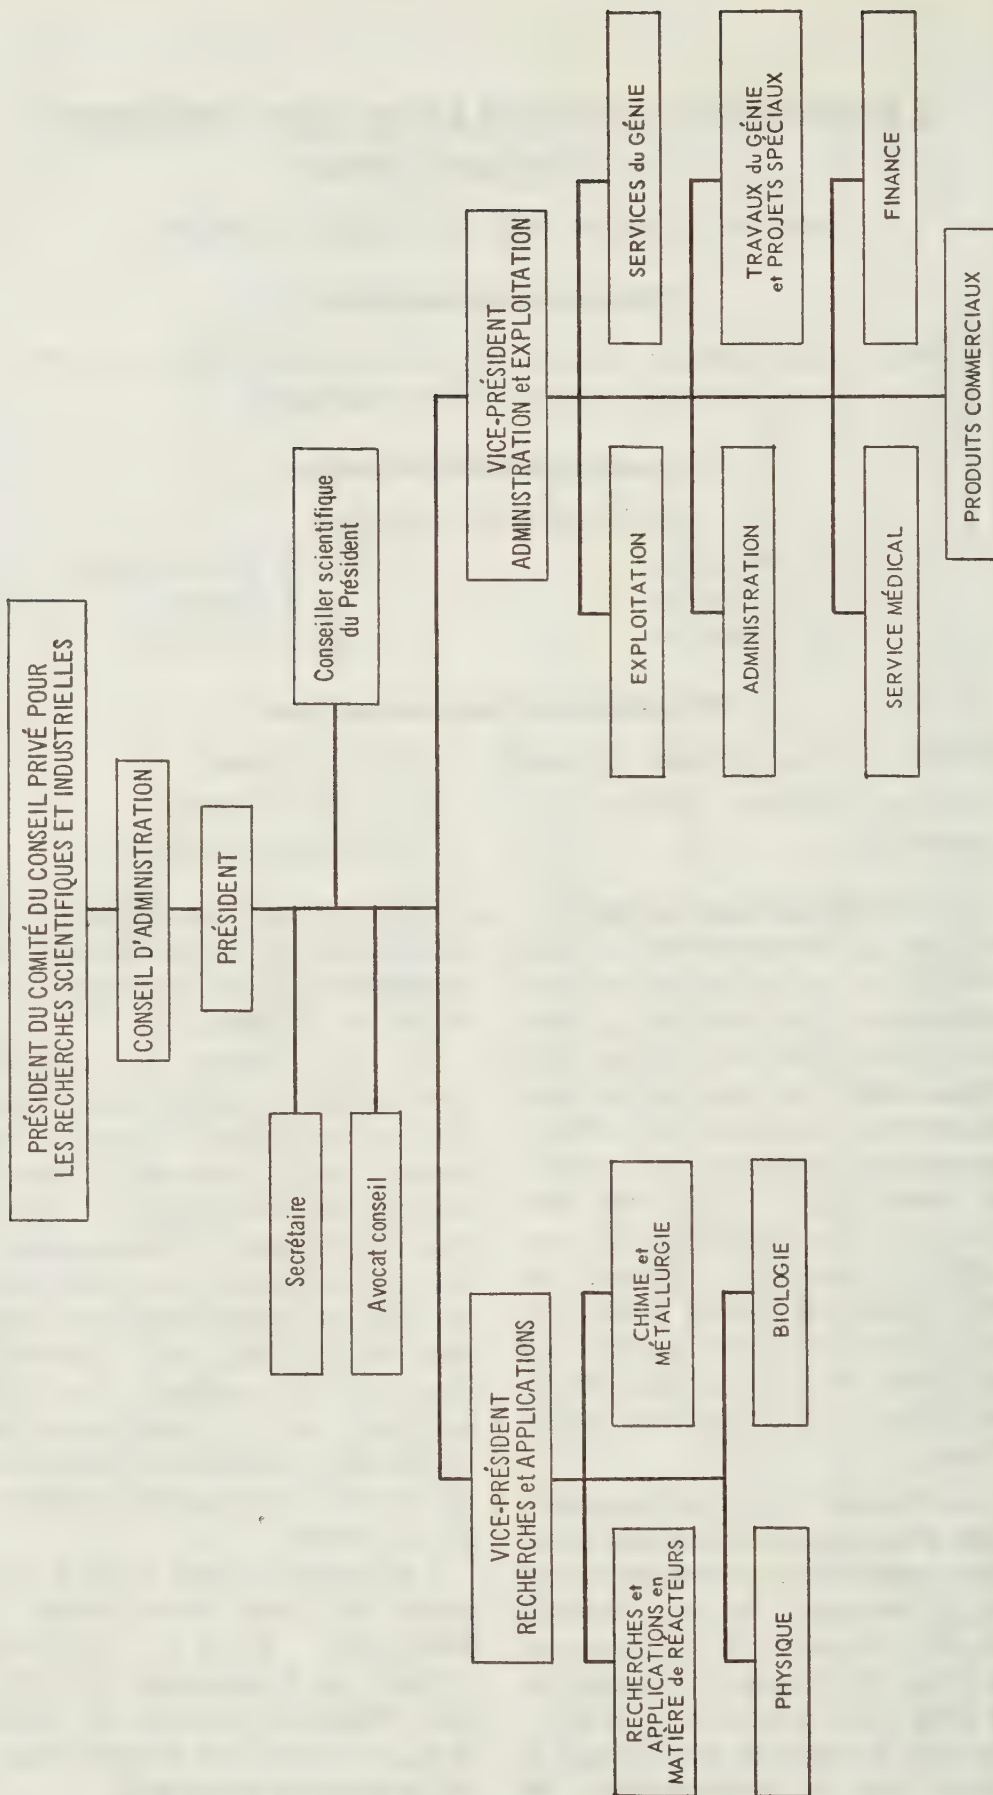 PRÉSIDENT DU COMITÉ DU CONSEIL PRIVÉ POUR
LES RECHERCHES SCIENTIFIQUES ET INDUSTRIELLES
CONSEIL D'ADMINISTRATION
PRÉSIDENT
Secrétaire
Conseiller scientifique
du Président
Avocat conseil
VICE-PRÉSIDENT
RECHERCHES et APPLICATIONS
VICE-PRÉSIDENT
ADMINISTRATION et EXPLOITATION
RECHERCHES et
APPLICATIONS en
MATIÈRE de RÉACTEURS
CHIMIE et
MÉTALLURGIE
PHYSIQUE
BIOLOGIE
EXPLOITATION
SERVICES du GÉNIE
ADMINISTRATION
TRAVAUX du GÉNIE
et PROJETS SPÉCIAUX
SERVICE MÉDICAL
FINANCE
PRODUITS COMMERCIAUX